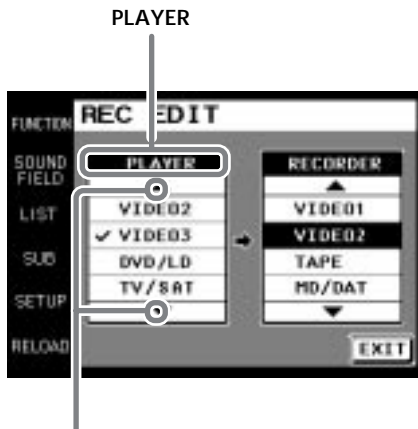 PLAYER
REC EDIT
FUNCTION
SOUND
FIELD
LIST
SUB
SETUP
RELOAD
PLAYER
VIDEO2
✔ VIDEO3
DVD/LD
TV/SAT
RECORDER
VIDEO1
VIDEO2
TAPE
MD/DAT
EXIT